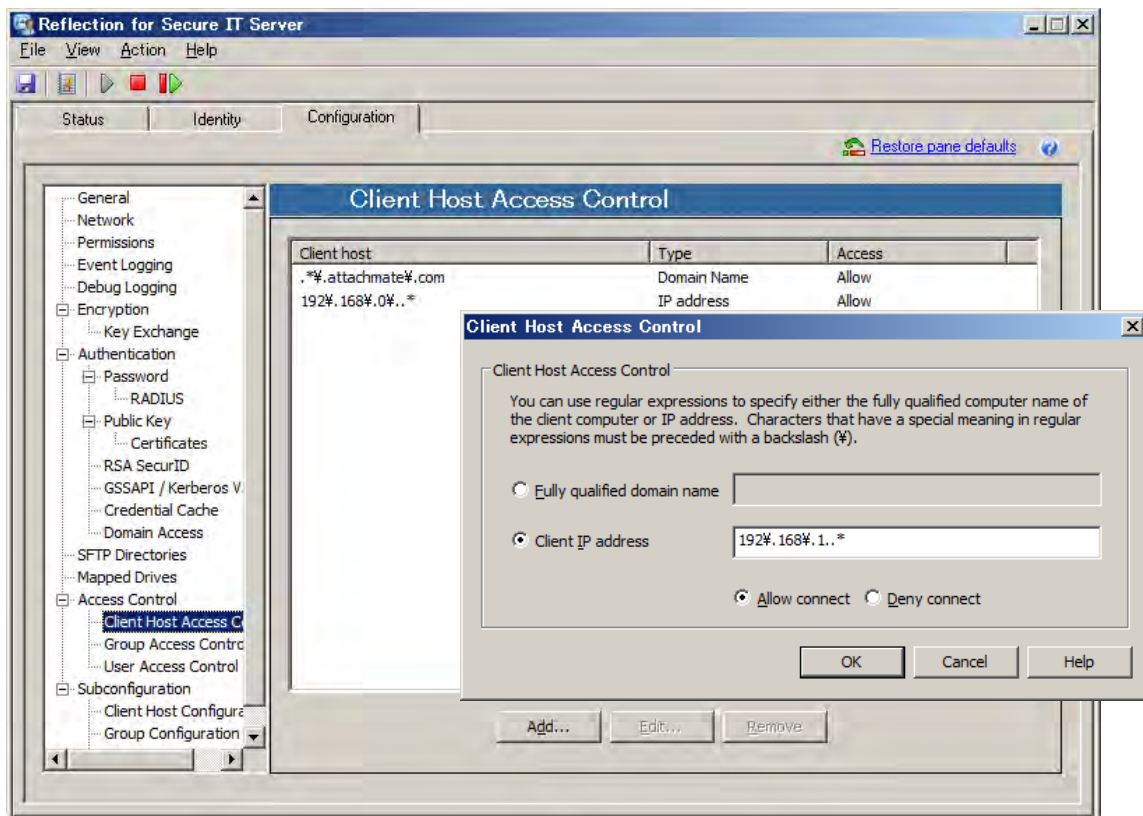 Reflection for Secure IT Server
File View Action Help
Status Identity Configuration
Restore pane defaults
General
Network
Permissions
Event Logging
Debug Logging
Encryption
Key Exchange
Authentication
Password
RADIUS
Public Key
Certificates
RSA SecurID
GSSAPI / Kerberos V
Credential Cache
Domain Access
SFTP Directories
Mapped Drives
Access Control
Client Host Access C
Group Access Contro
User Access Control
Subconfiguration
Client Host Configura
Group Configuration
Client Host Access Control
Client host Type Access
.*¥.attachmate¥.com Domain Name Allow
192¥.168¥.0¥..* IP address Allow
Add... Edit... Remove
Client Host Access Control
Client Host Access Control
You can use regular expressions to specify either the fully qualified computer name of
the client computer or IP address. Characters that have a special meaning in regular
expressions must be preceded with a backslash (¥).
Fully qualified domain name
Client IP address 192¥.168¥.1..*
Allow connect Deny connect
OK Cancel Help